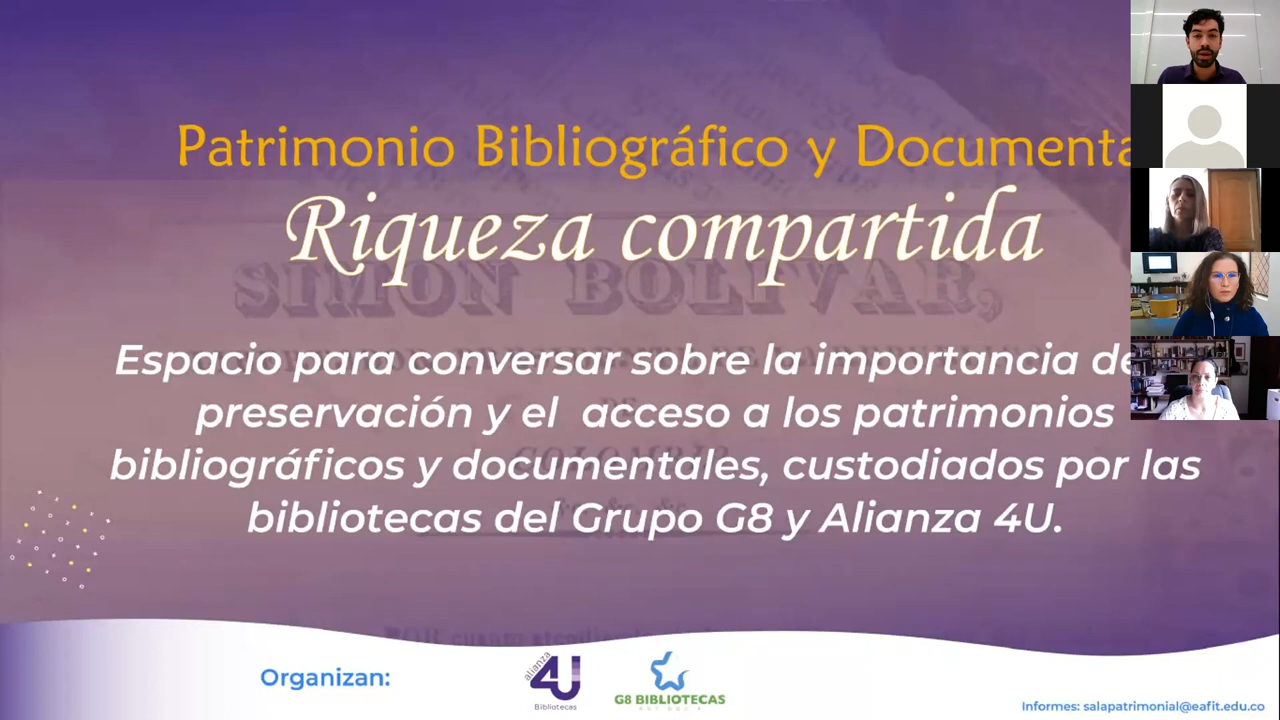 Patrimonio Bibliográfico y Documenta
Riqueza compartida
SIMON BOLIVAR,
Espacio para conversar sobre la importancia de
preservación y el acceso a los patrimonios
bibliográficos y documentales, custodiados por las
bibliotecas del Grupo G8 y Alianza 4U.
POR cuanto
Organizan:
alianza
4U
Bibliotecas
G8 BIBLIOTECAS
Informes: salapatrimonial@eafit.edu.co